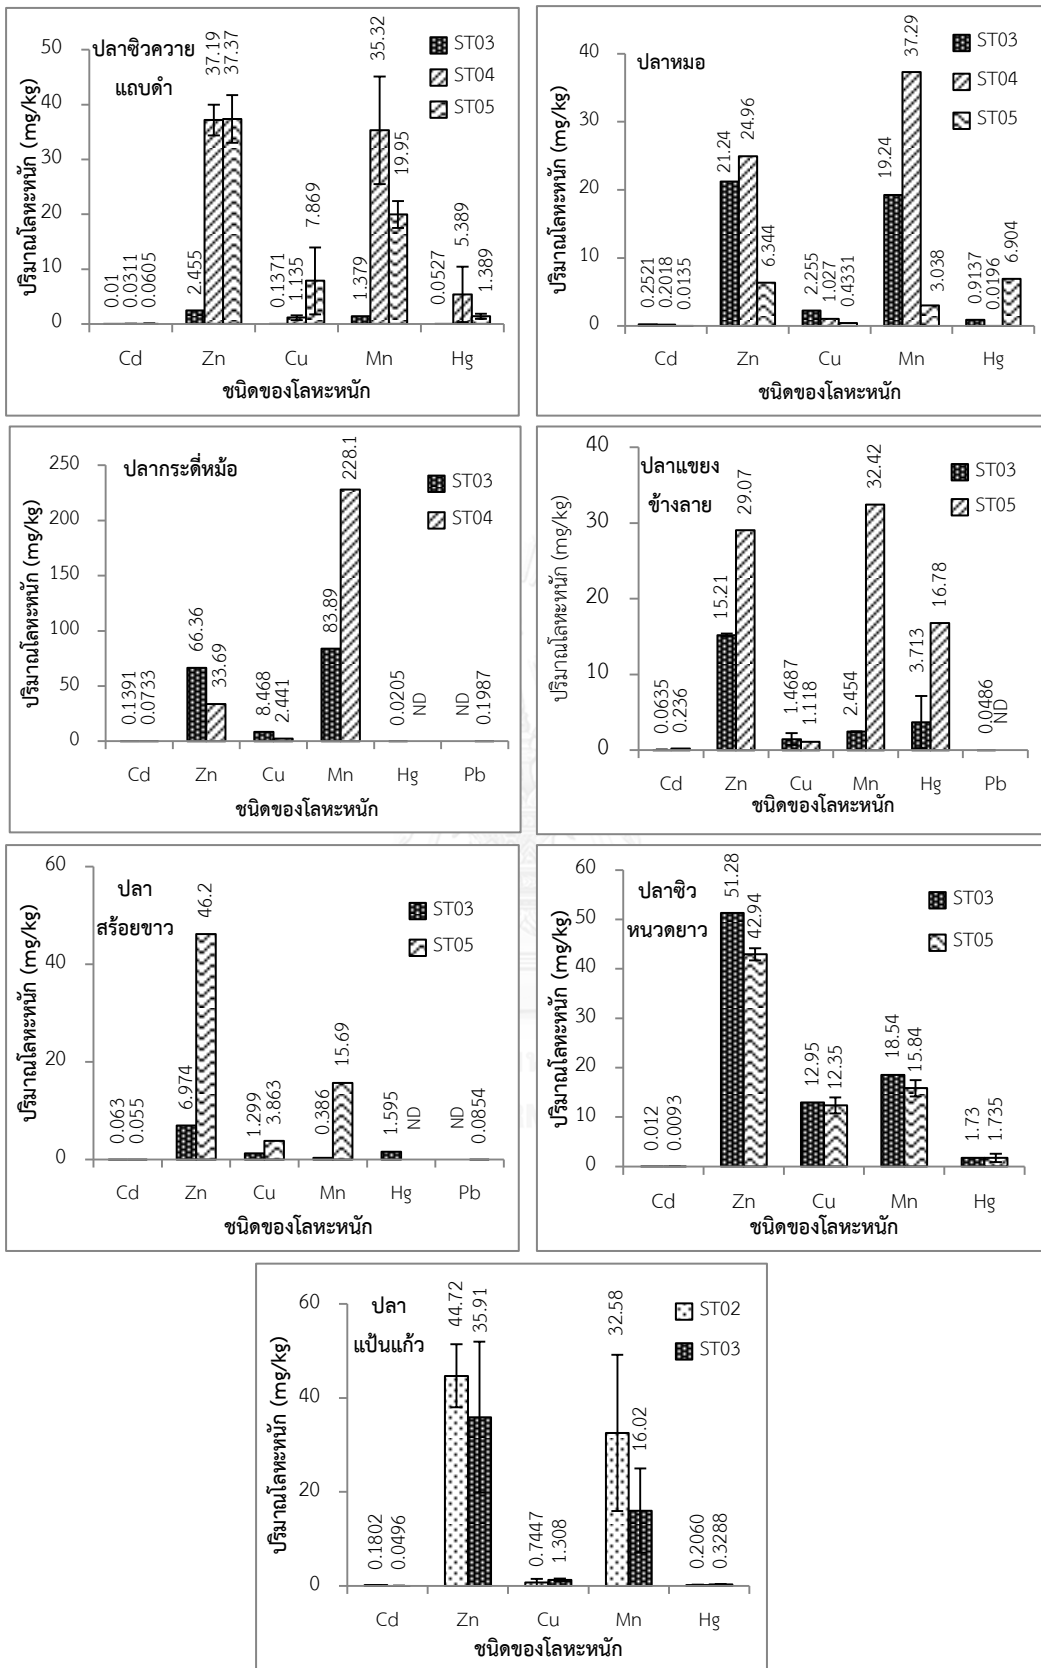 ปลาซิวควาย
แถบดำ
ปริมาณโลหะหนัก (mg/kg)
50
40
30
20
10
0
0.01
0.0311
0.0605
2.455
37.19
37.37
0.1371
1.135
7.869
1.379
35.32
19.95
0.0527
5.389
1.389
ST03
ST04
ST05
Cd Zn Cu Mn Hg
ชนิดของโลหะหนัก
ปลาหมอ
ปริมาณโลหะหนัก (mg/kg)
40
30
20
10
0
0.2521
0.2018
0.0135
21.24
24.96
6.344
2.255
1.027
0.4331
19.24
37.29
3.038
0.9137
0.0196
6.904
ST03
ST04
ST05
Cd Zn Cu Mn Hg
ชนิดของโลหะหนัก
ปลากระดี่หม้อ
ปริมาณโลหะหนัก (mg/kg)
250
200
150
100
50
0
0.1391
0.0733
66.36
33.69
8.468
2.441
83.89
228.1
0.0205
ND
ND
0.1987
ST03
ST04
Cd Zn Cu Mn Hg Pb
ชนิดของโลหะหนัก
ปลาแขยง
ข้างลาย
ปริมาณโลหะหนัก (mg/kg)
40
30
20
10
0
0.0635
0.236
15.21
29.07
1.4687
1.118
2.454
32.42
3.713
16.78
0.0486
ND
ST03
ST05
Cd Zn Cu Mn Hg Pb
ชนิดของโลหะหนัก
ปลา
สร้อยขาว
ปริมาณโลหะหนัก (mg/kg)
60
40
20
0
0.063
0.055
6.974
46.2
1.299
3.863
0.386
15.69
1.595
ND
ND
0.0854
ST03
ST05
Cd Zn Cu Mn Hg Pb
ชนิดของโลหะหนัก
ปลาซิว
หนวดยาว
ปริมาณโลหะหนัก (mg/kg)
60
50
40
30
20
10
0
0.012
0.0093
51.28
42.94
12.95
12.35
18.54
15.84
1.73
1.735
ST03
ST05
Cd Zn Cu Mn Hg
ชนิดของโลหะหนัก
ปลา
แป้นแก้ว
ปริมาณโลหะหนัก (mg/kg)
60
40
20
0
0.1802
0.0496
44.72
35.91
0.7447
1.308
32.58
16.02
0.2060
0.3288
ST02
ST03
Cd Zn Cu Mn Hg
ชนิดของโลหะหนัก